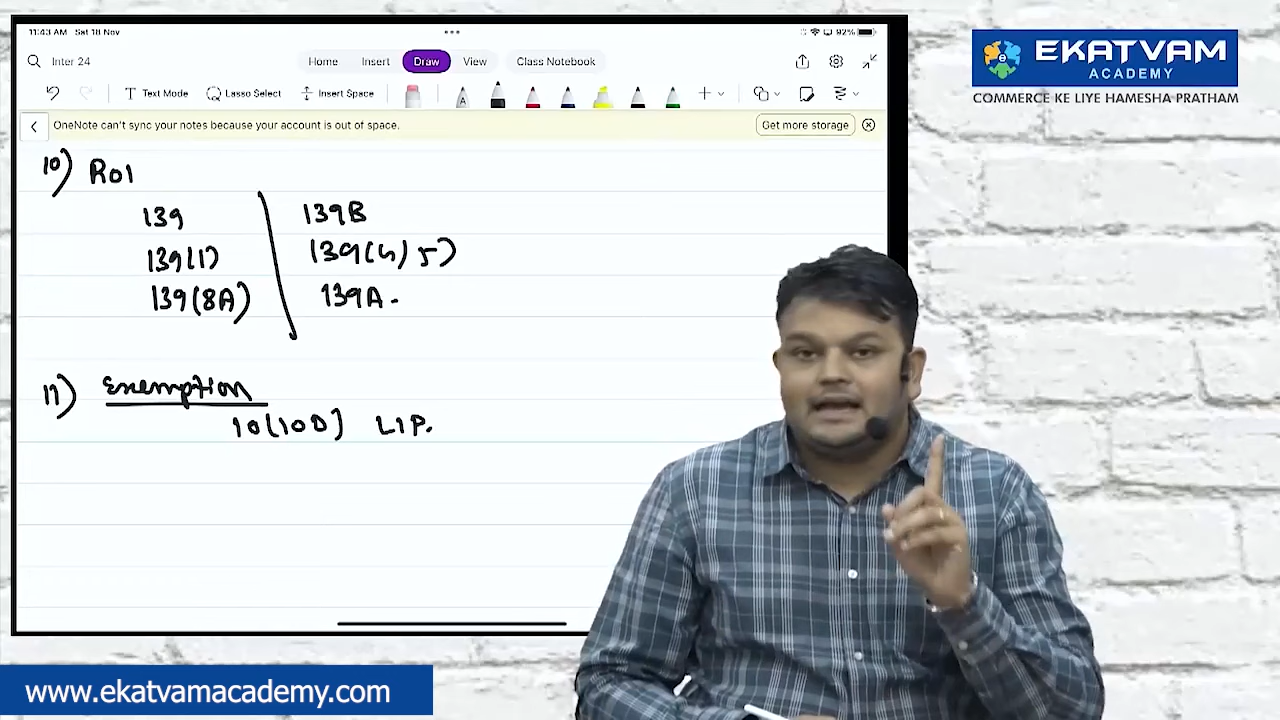 11:43 AM Sat 18 Nov
92%
Inter 24
Home Insert Draw View Class Notebook
Text Mode Lasso Select Insert Space
OneNote can't sync your notes because your account is out of space.
Get more storage
10) ROI
139 139B
139(1) 139(4)5)
139(8A) 139A.
11) Exemption
10(10D) LIP.
EKATVAM
ACADEMY
COMMERCE KE LIYE HAMESHA PRATHAM
www.ekatvamacademy.com